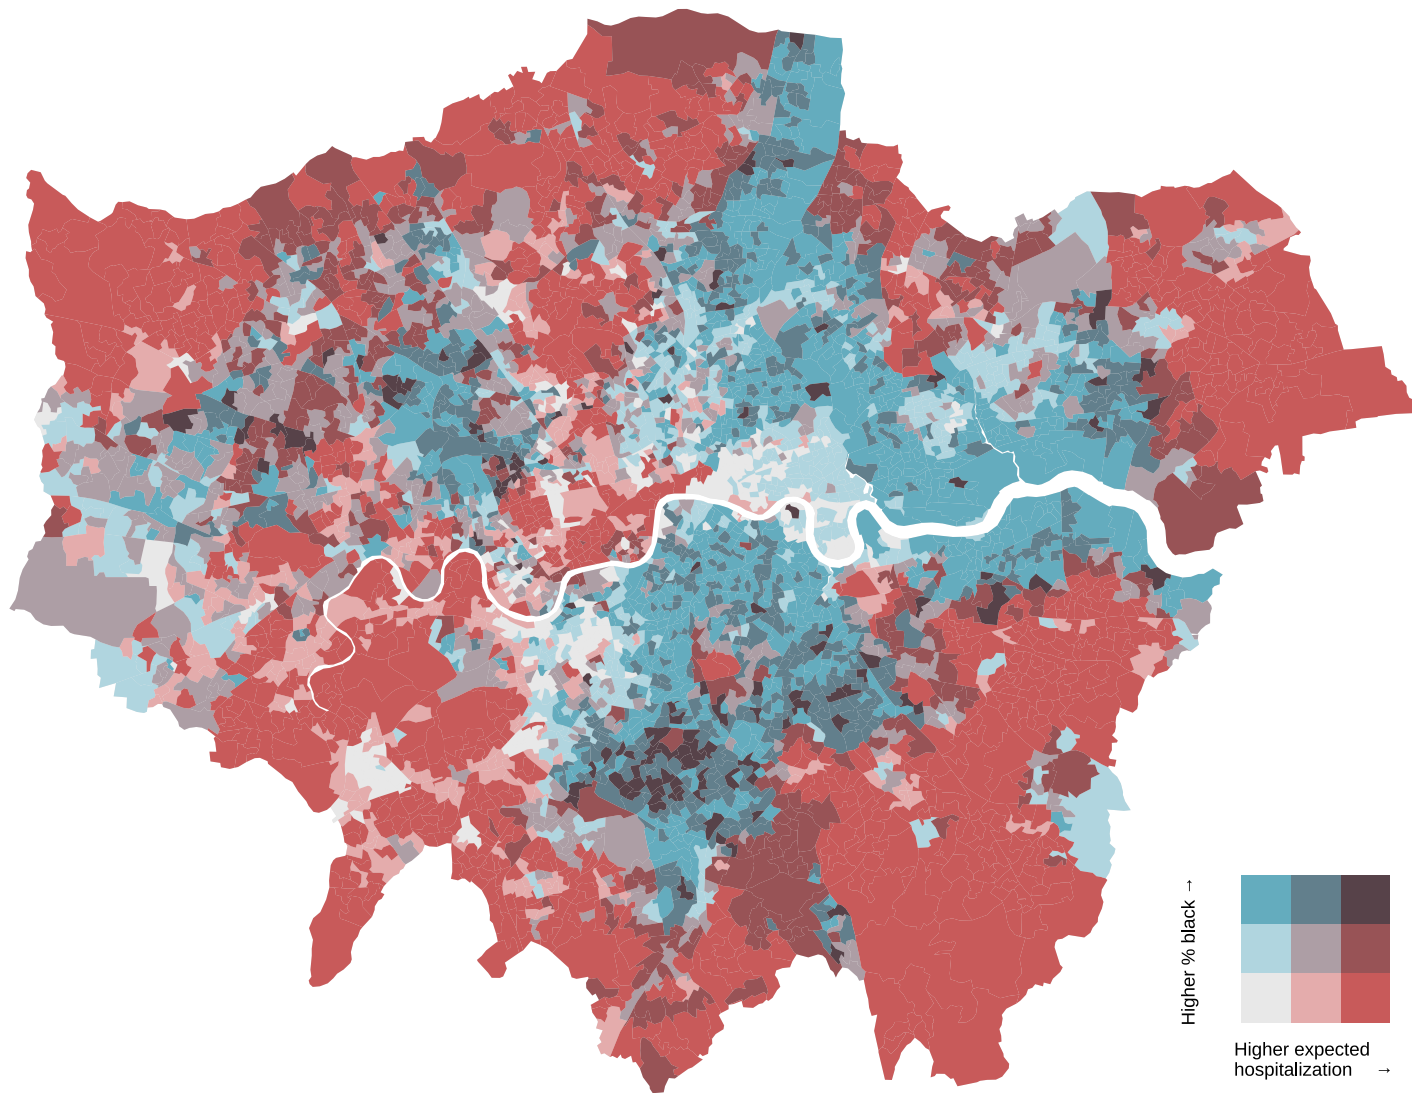 Higher % black →
Higher expected
hospitalization →